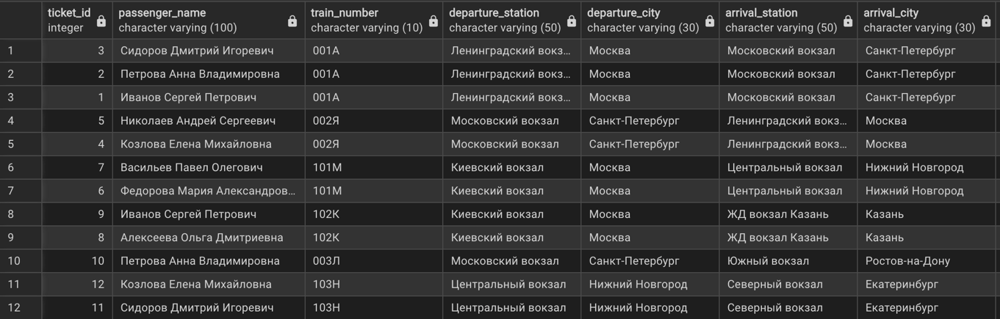 ticket_id passenger_name train_number departure_station departure_city arrival_station arrival_city
integer character varying (100) character varying (10) character varying (50) character varying (30) character varying (50) character varying (30)
1 3 Сидоров Дмитрий Игоревич 001А Ленинградский вокз… Москва Московский вокзал Санкт-Петербург
2 2 Петрова Анна Владимировна 001А Ленинградский вокз… Москва Московский вокзал Санкт-Петербург
3 1 Иванов Сергей Петрович 001А Ленинградский вокз… Москва Московский вокзал Санкт-Петербург
4 5 Николаев Андрей Сергеевич 002Я Московский вокзал Санкт-Петербург Ленинградский вокз… Москва
5 4 Козлова Елена Михайловна 002Я Московский вокзал Санкт-Петербург Ленинградский вокз… Москва
6 7 Васильев Павел Олегович 101М Киевский вокзал Москва Центральный вокзал Нижний Новгород
7 6 Федорова Мария Александров… 101М Киевский вокзал Москва Центральный вокзал Нижний Новгород
8 9 Иванов Сергей Петрович 102К Киевский вокзал Москва ЖД вокзал Казань Казань
9 8 Алексеева Ольга Дмитриевна 102К Киевский вокзал Москва ЖД вокзал Казань Казань
10 10 Петрова Анна Владимировна 003Л Московский вокзал Санкт-Петербург Южный вокзал Ростов-на-Дону
11 12 Козлова Елена Михайловна 103Н Центральный вокзал Нижний Новгород Северный вокзал Екатеринбург
12 11 Сидоров Дмитрий Игоревич 103Н Центральный вокзал Нижний Новгород Северный вокзал Екатеринбург